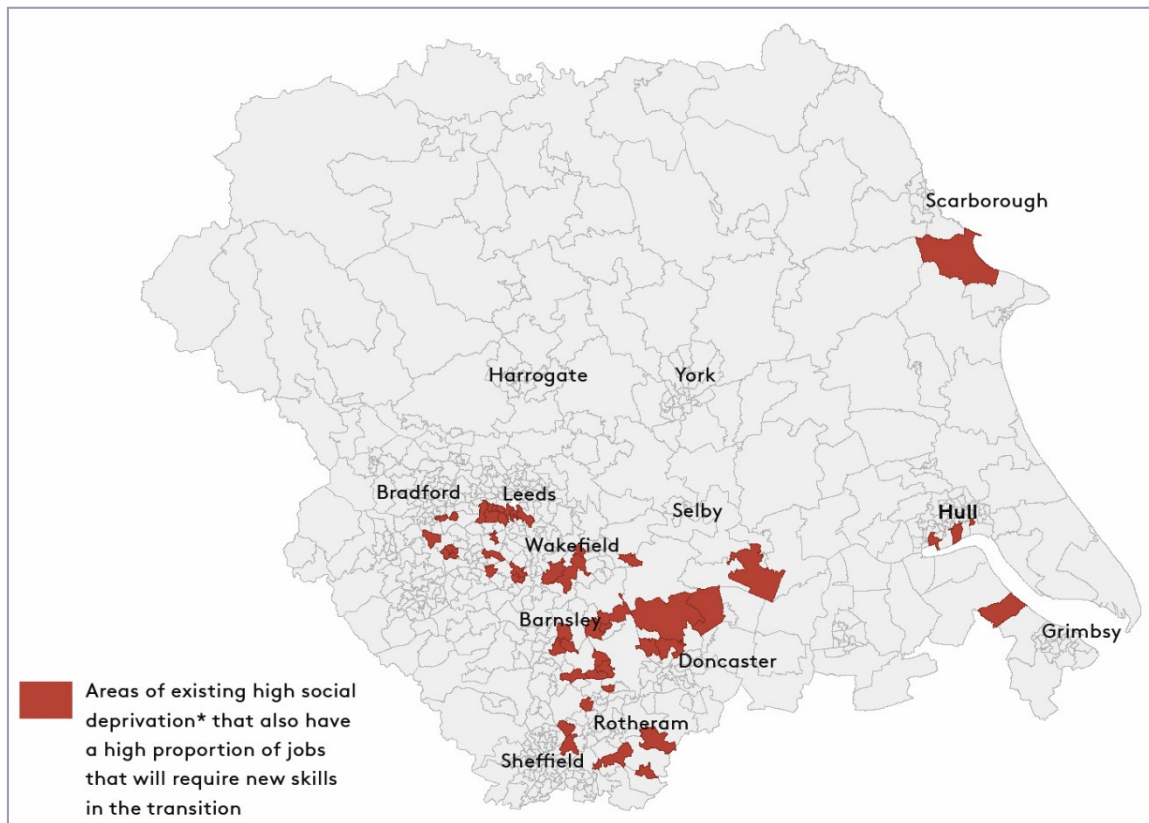 Scarborough
Harrogate
York
Bradford
Leeds
Selby
Hull
Wakefield
Barnsley
Grimbsy
Doncaster
Rotheram
Sheffield
Areas of existing high social
deprivation* that also have
a high proportion of jobs
that will require new skills
in the transition